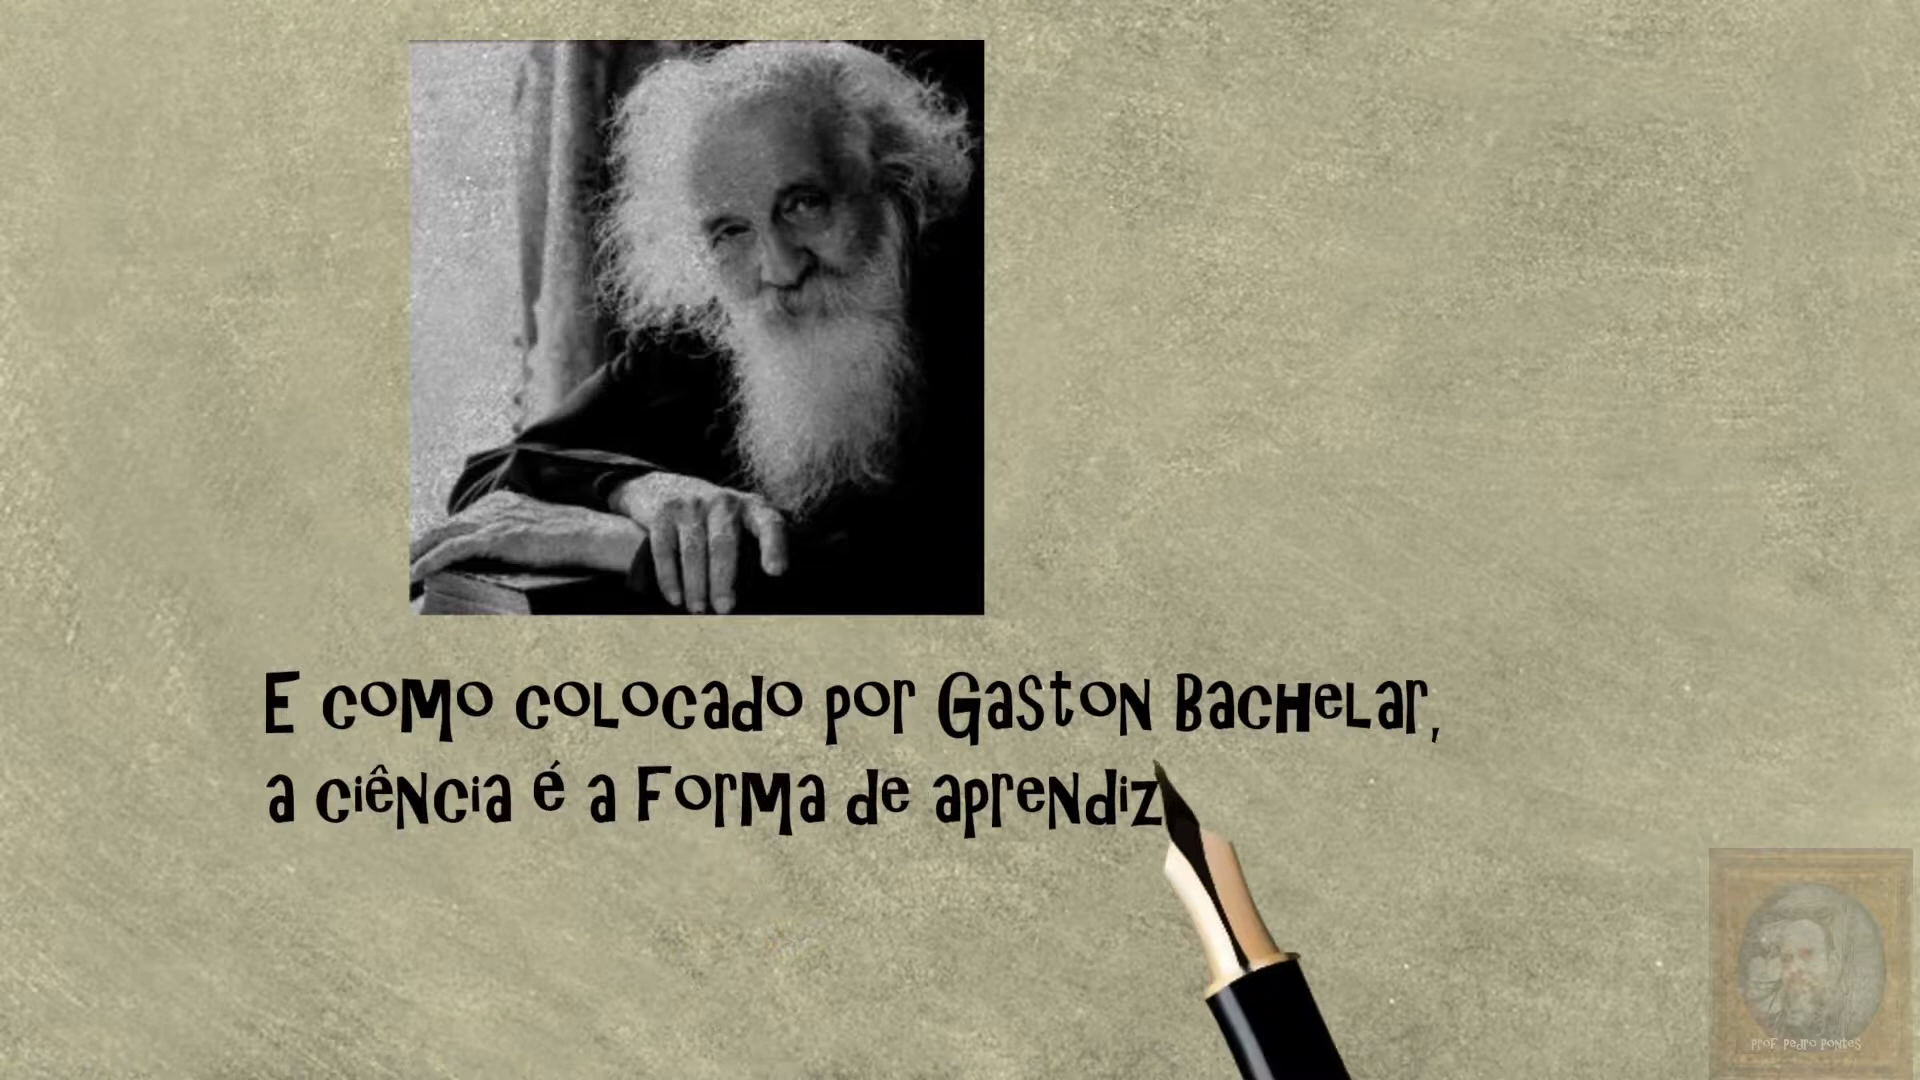 E como colocado por Gaston Bachelar,
a ciência é a Forma de aprendiz
Prof. Pedro Pontes